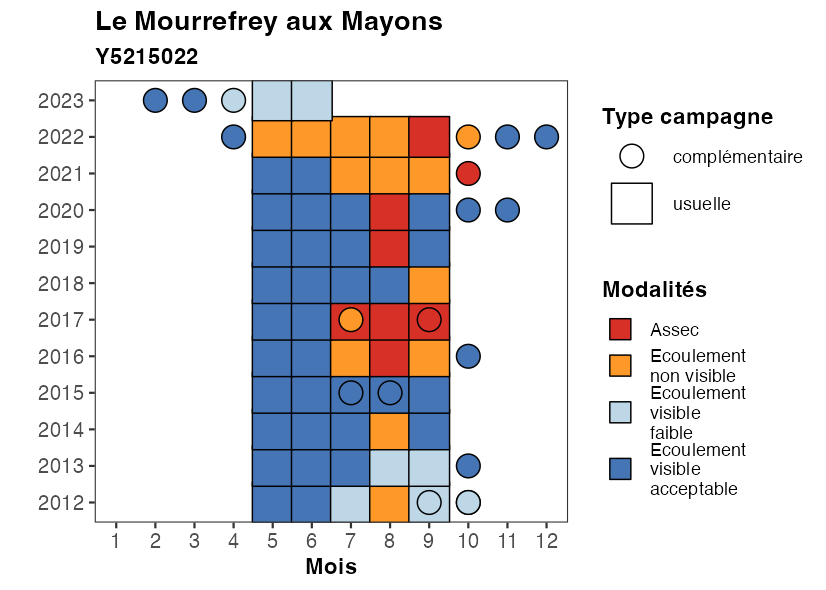 Le Mourrefrey aux Mayons
Y5215022
2023
2022
2021
2020
2019
2018
2017
2016
2015
2014
2013
2012
1 2 3 4 5 6 7 8 9 10 11 12
Mois
Type campagne
complémentaire
usuelle
Modalités
Assec
Ecoulement
non visible
Ecoulement
visible
faible
Ecoulement
visible
acceptable